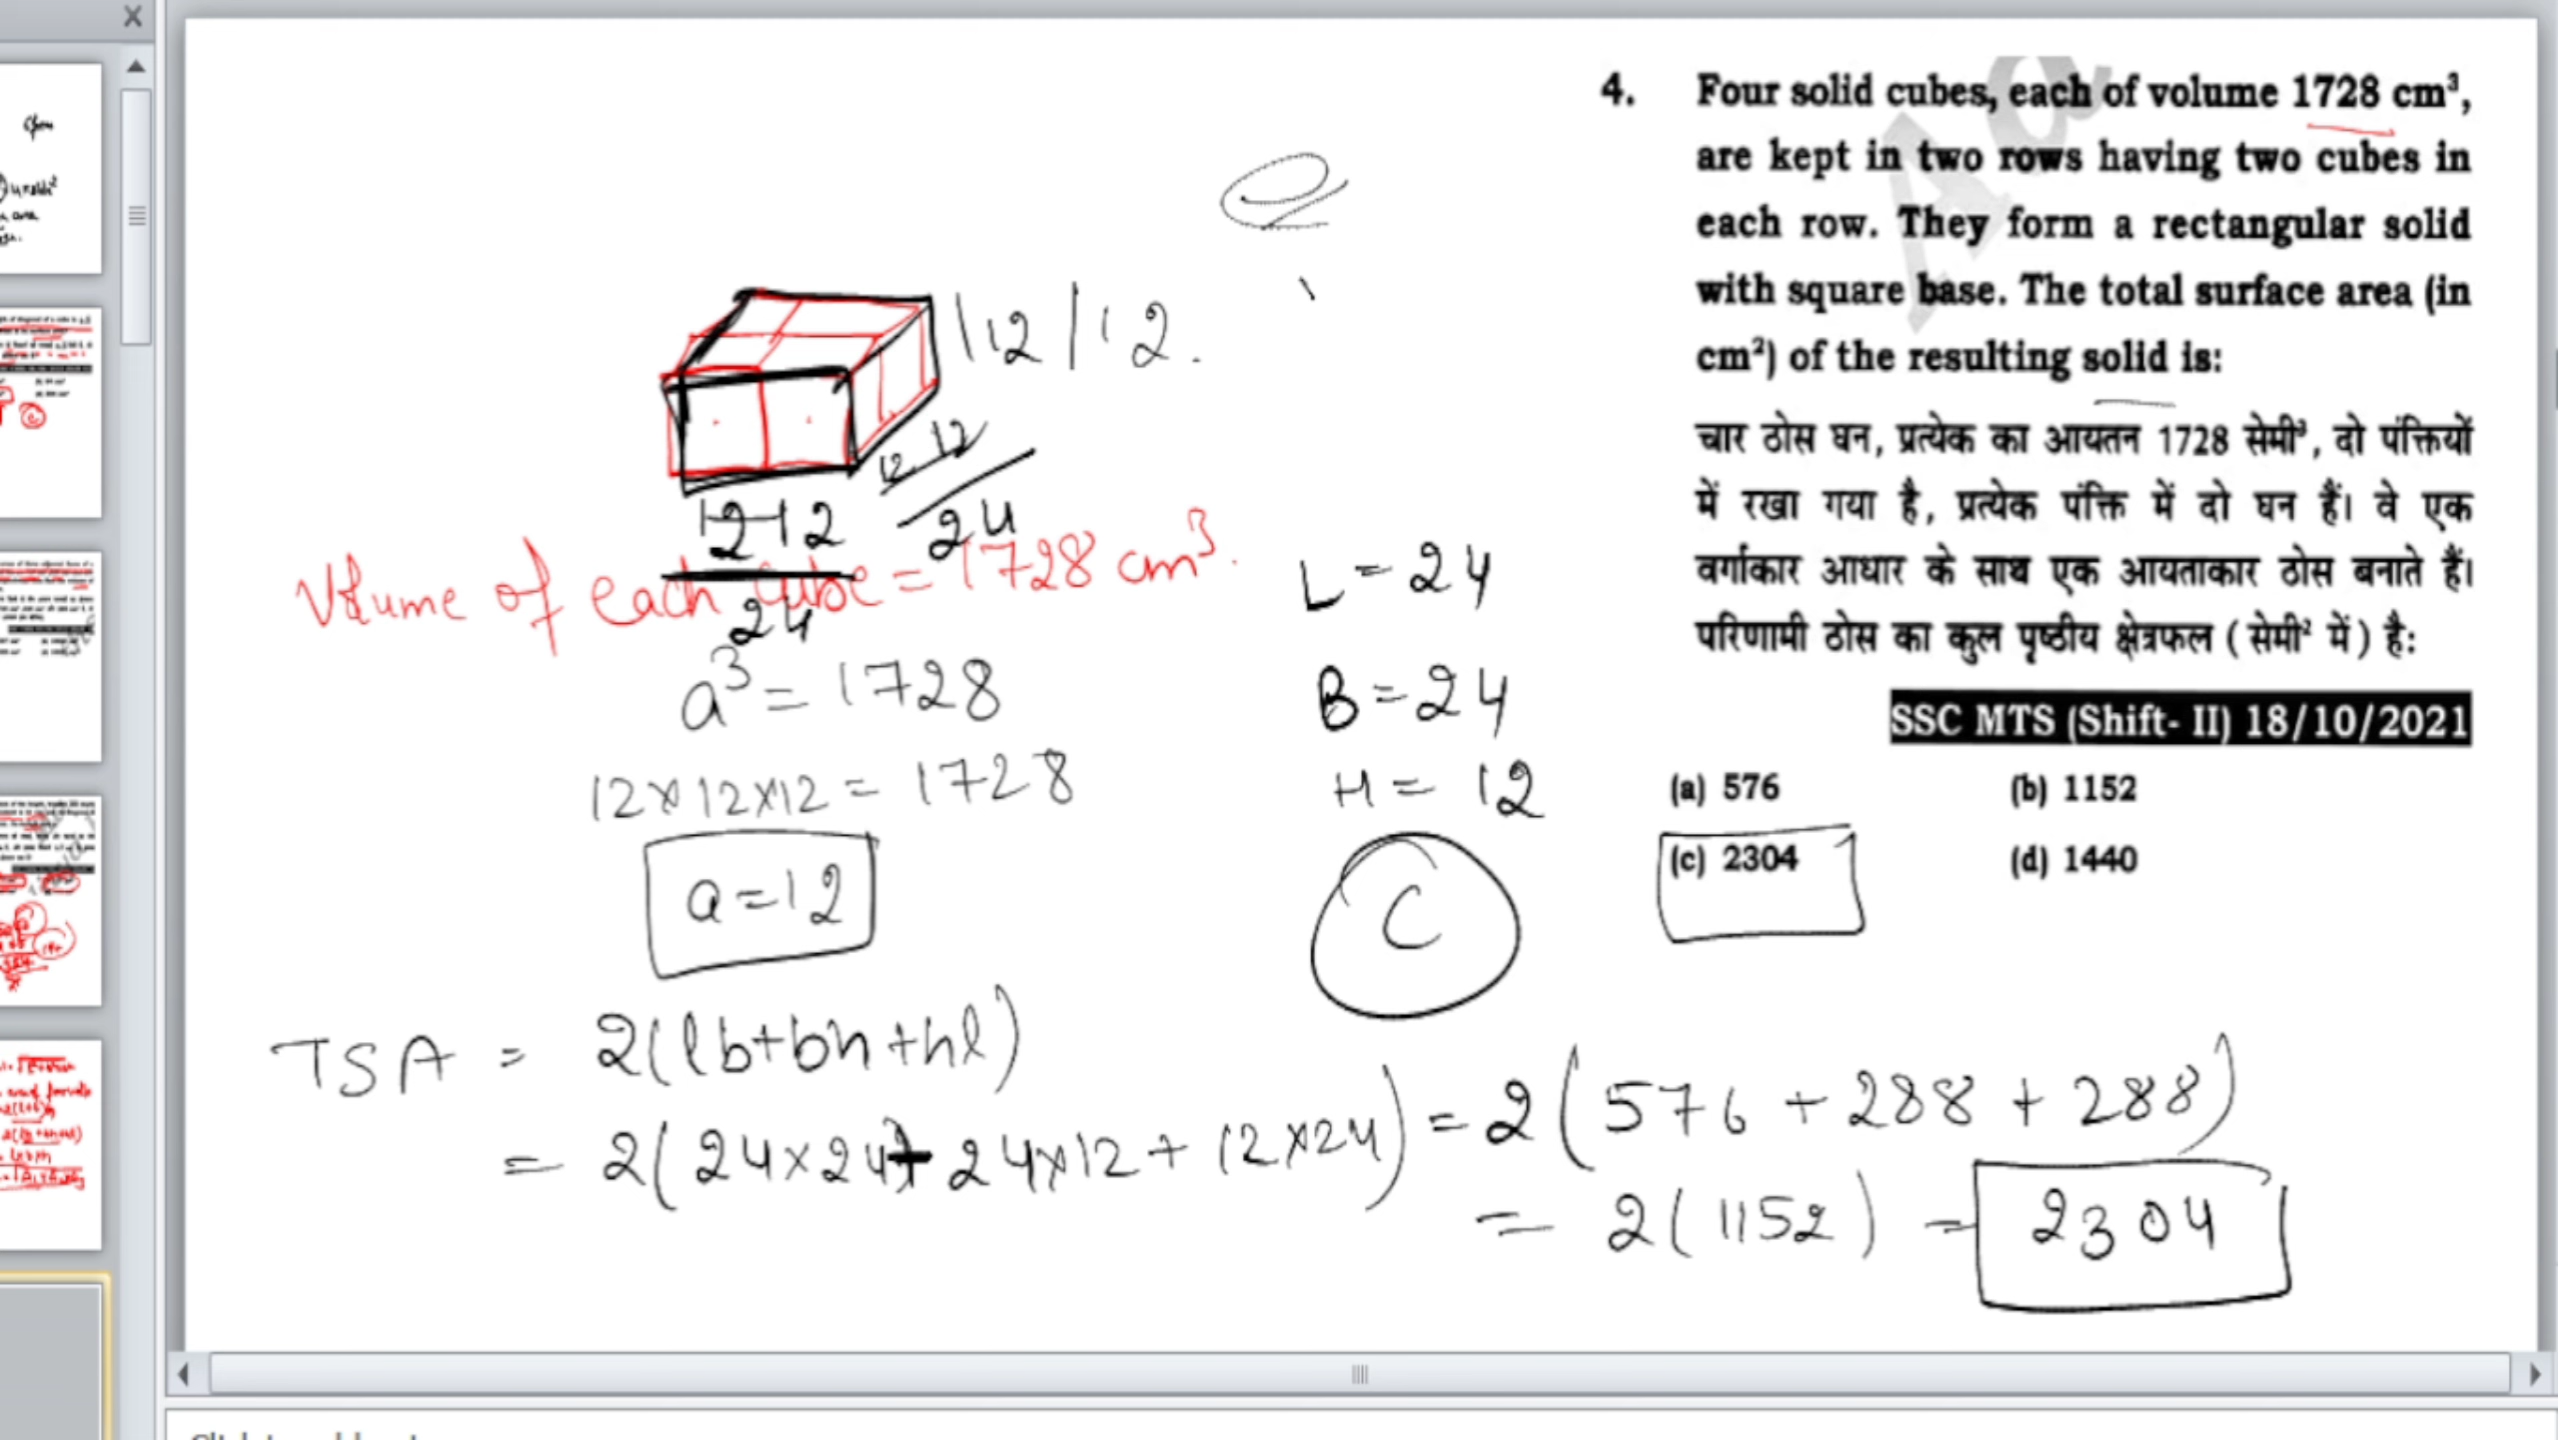 4. Four solid cubes, each of volume 1728 cm³,
are kept in two rows having two cubes in
each row. They form a rectangular solid
with square base. The total surface area (in
cm²) of the resulting solid is:
चार ठोस घन, प्रत्येक का आयतन 1728 सेमी³, दो पंक्तियों
में रखा गया है, प्रत्येक पंक्ति में दो घन हैं। वे एक
वर्गाकार आधार के साथ एक आयताकार ठोस बनाते हैं।
परिणामी ठोस का कुल पृष्ठीय क्षेत्रफल ( सेमी² में ) है:
SSC MTS (Shift- II) 18/10/2021
(a) 576 (b) 1152
(c) 2304 (d) 1440
12 12.
12 12
24
12 12
24
Volume of each cube = 1728 cm³.
a³ = 1728
12×12×12 = 1728
a=12
L = 24
B = 24
H = 12
C
TSA = 2(lb+bh+hl)
= 2(24×24+24×12+12×24) = 2(576+288+288)
= 2(1152) = 2304